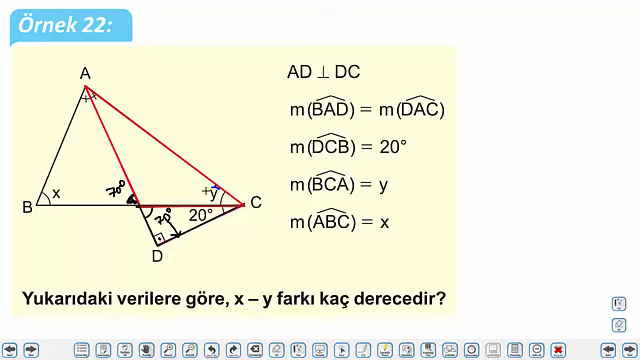 Örnek 22:
A
AD ⊥ DC
m(BAD) = m(DAC)
m(DCB) = 20°
m(BCA) = y
m(ABC) = x
70°
+y
B
x
C
70°
20°
D
Yukarıdaki verilere göre, x – y farkı kaç derecedir?